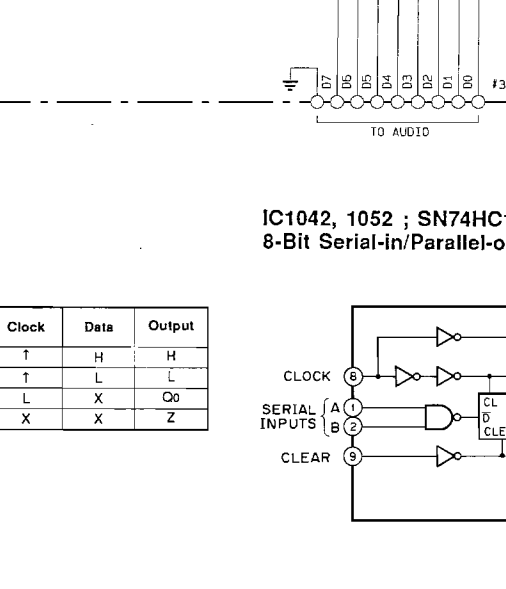 D7 D6 D5 D4 D3 D2 D1 D0
TO AUDIO
IC1042, 1052 ; SN74HC
8-Bit Serial-in/Parallel-o
Clock Data Output
↑ H H
↑ L L
L X Q0
X X Z
CLOCK 8
SERIAL INPUTS A 1
B 2
CLEAR 9
CL
D
CLE